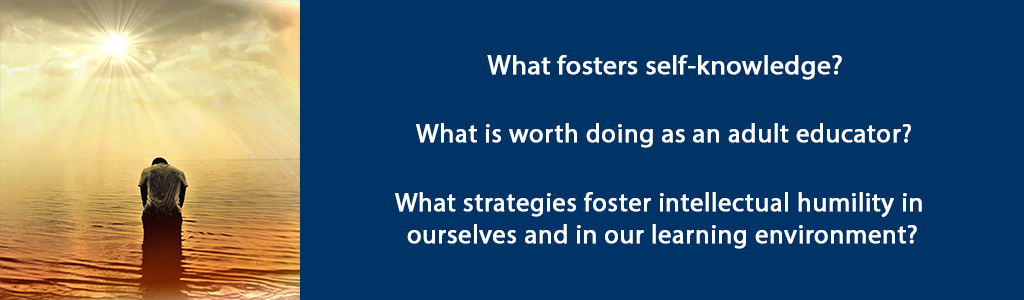 What fosters self-knowledge?
What is worth doing as an adult educator?
What strategies foster intellectual humility in
ourselves and in our learning environment?